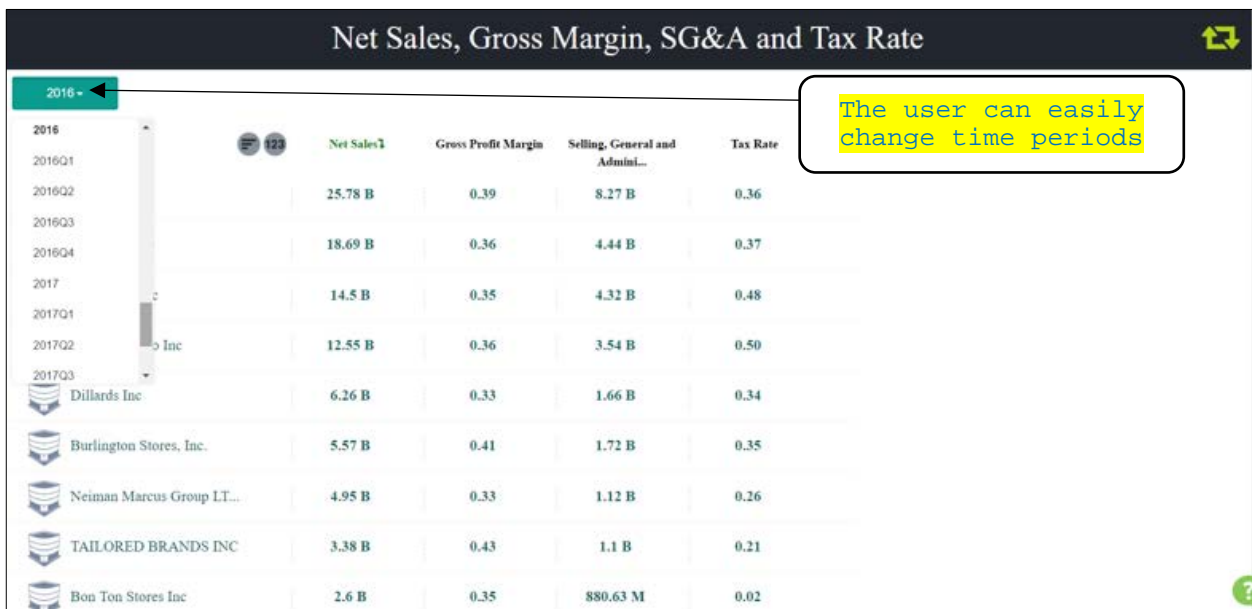 Net Sales, Gross Margin, SG&A and Tax Rate
2016
The user can easily
change time periods
2016
2016Q1
2016Q2
2016Q3
2016Q4
2017
2017Q1
2017Q2
2017Q3
123 Net Sales Gross Profit Margin Selling, General and Admini... Tax Rate
25.78 B 0.39 8.27 B 0.36
18.69 B 0.36 4.44 B 0.37
14.5 B 0.35 4.32 B 0.48
Inc 12.55 B 0.36 3.54 B 0.50
Dillards Inc 6.26 B 0.33 1.66 B 0.34
Burlington Stores, Inc. 5.57 B 0.41 1.72 B 0.35
Neiman Marcus Group LT... 4.95 B 0.33 1.12 B 0.26
TAILORED BRANDS INC 3.38 B 0.43 1.1 B 0.21
Bon Ton Stores Inc 2.6 B 0.35 880.63 M 0.02
?